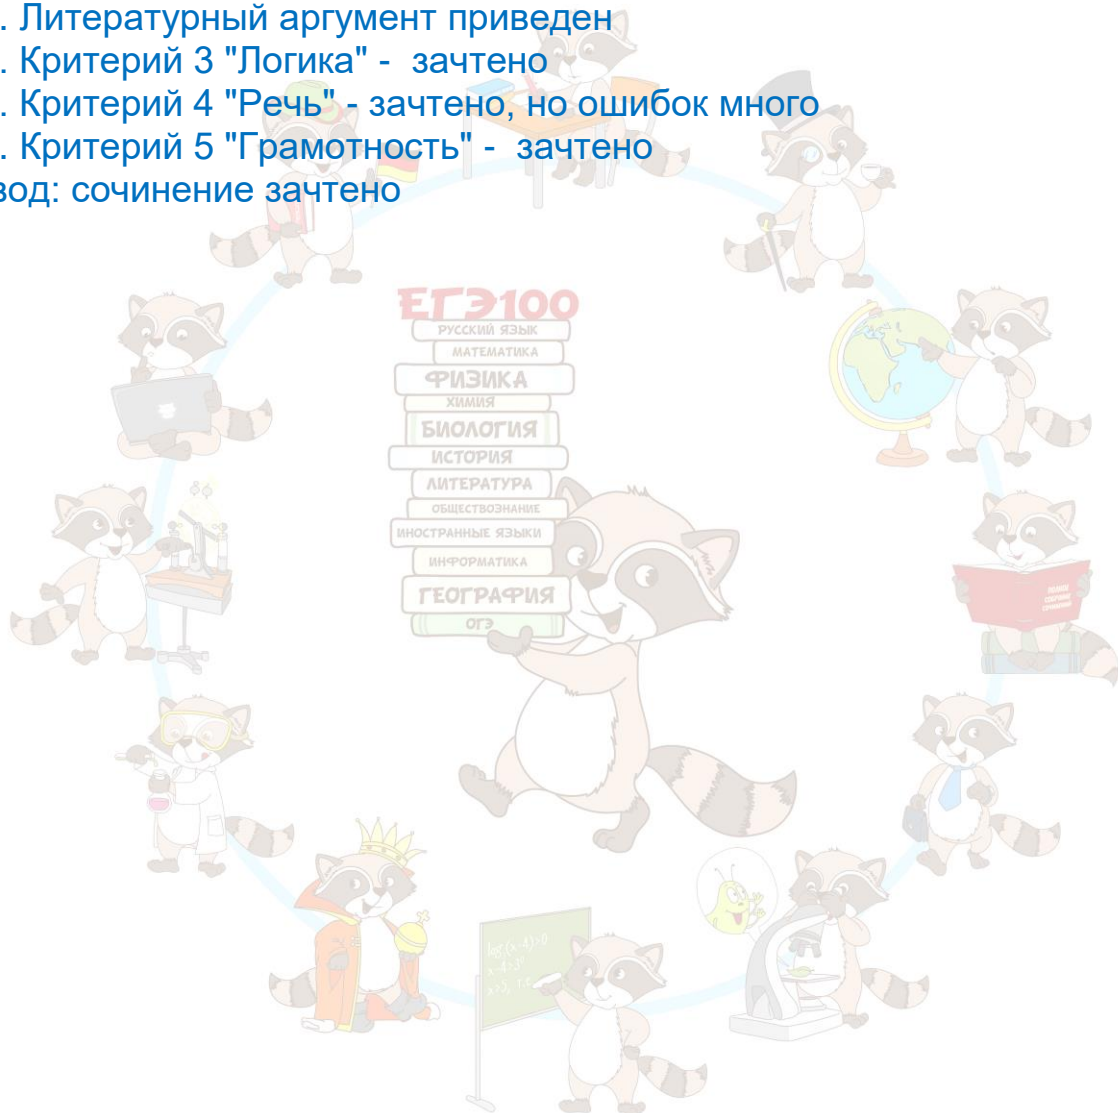 . Литературный аргумент приведен
. Критерий 3 "Логика" - зачтено
. Критерий 4 "Речь" - зачтено, но ошибок много
. Критерий 5 "Грамотность" - зачтено
вод: сочинение зачтено
ЕГЭ100
РУССКИЙ ЯЗЫК
МАТЕМАТИКА
ФИЗИКА
ХИМИЯ
БИОЛОГИЯ
ИСТОРИЯ
ЛИТЕРАТУРА
ОБЩЕСТВОЗНАНИЕ
ИНОСТРАННЫЕ ЯЗЫКИ
ИНФОРМАТИКА
ГЕОГРАФИЯ
ОГЭ